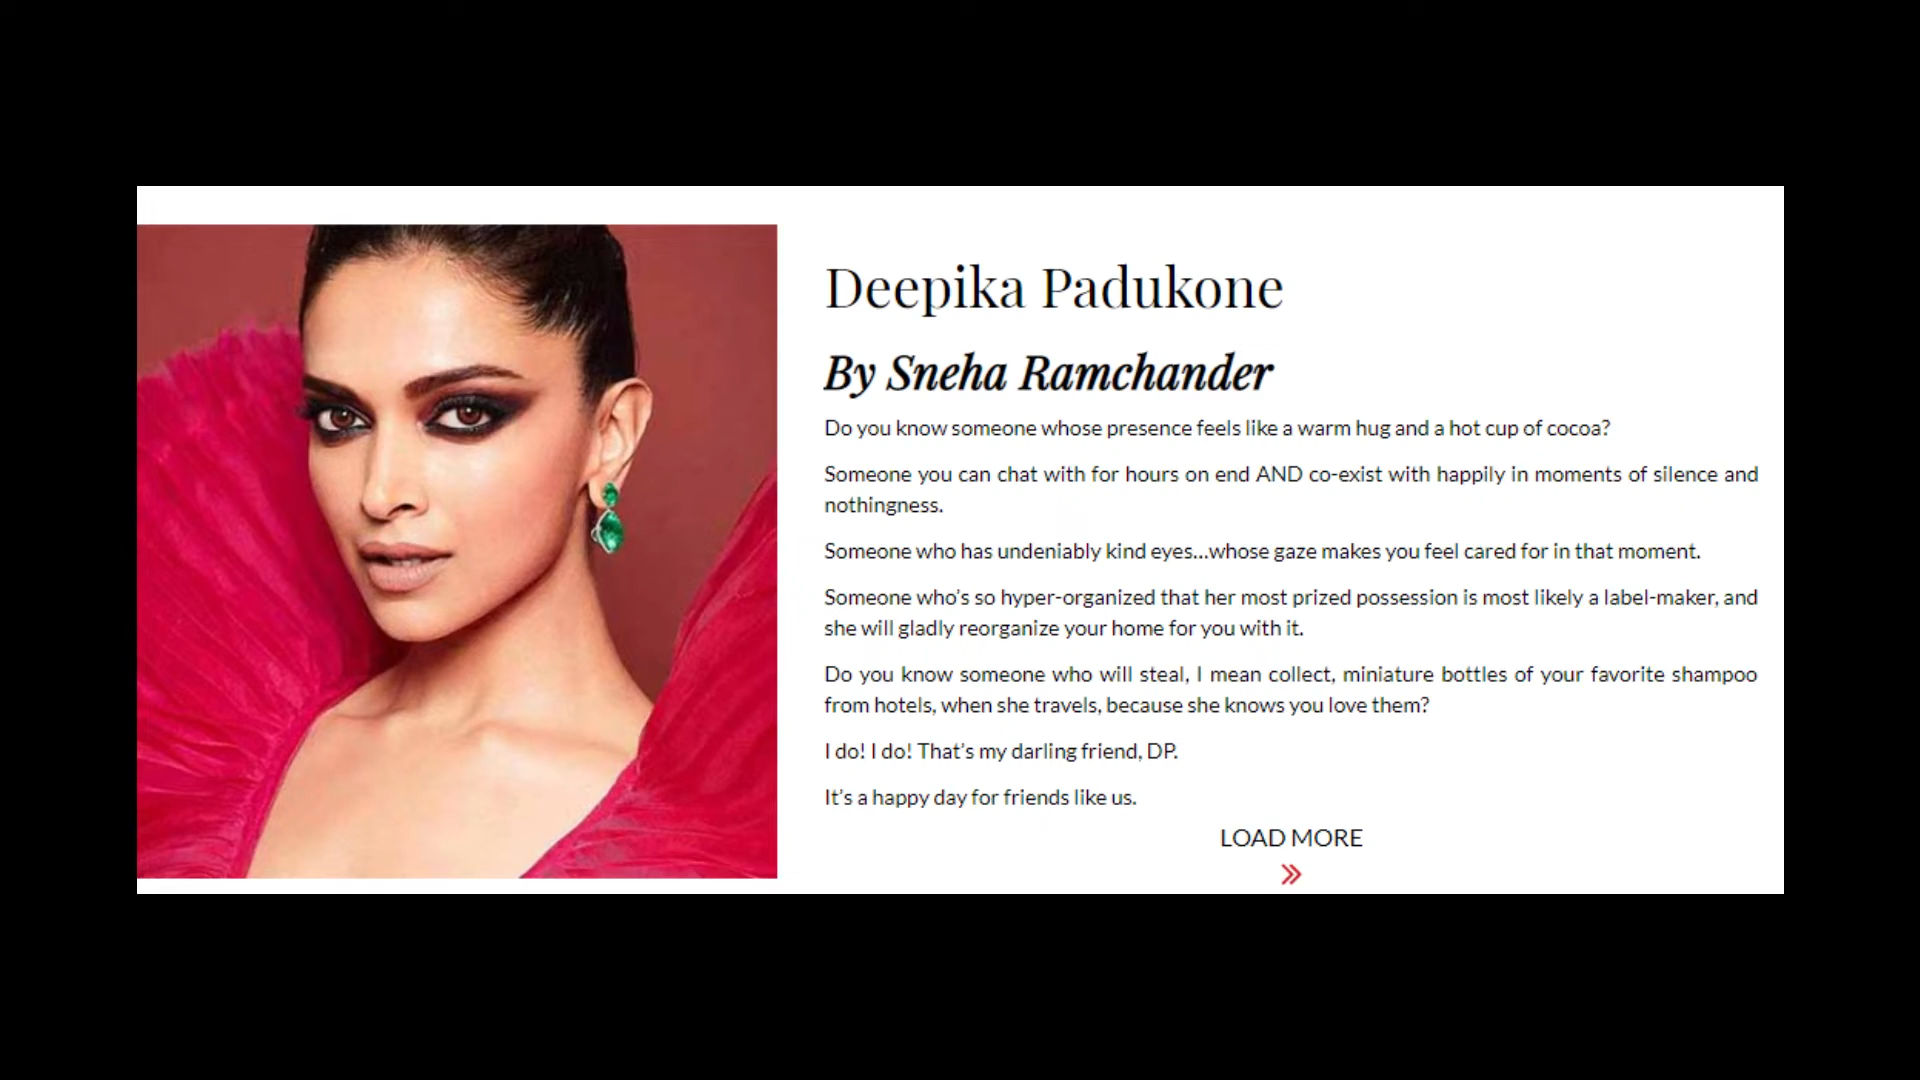 Deepika Padukone
By Sneha Ramchander
Do you know someone whose presence feels like a warm hug and a hot cup of cocoa?
Someone you can chat with for hours on end AND co-exist with happily in moments of silence and
nothingness.
Someone who has undeniably kind eyes...whose gaze makes you feel cared for in that moment.
Someone who's so hyper-organized that her most prized possession is most likely a label-maker, and
she will gladly reorganize your home for you with it.
Do you know someone who will steal, I mean collect, miniature bottles of your favorite shampoo
from hotels, when she travels, because she knows you love them?
I do! I do! That's my darling friend, DP.
It's a happy day for friends like us.
LOAD MORE